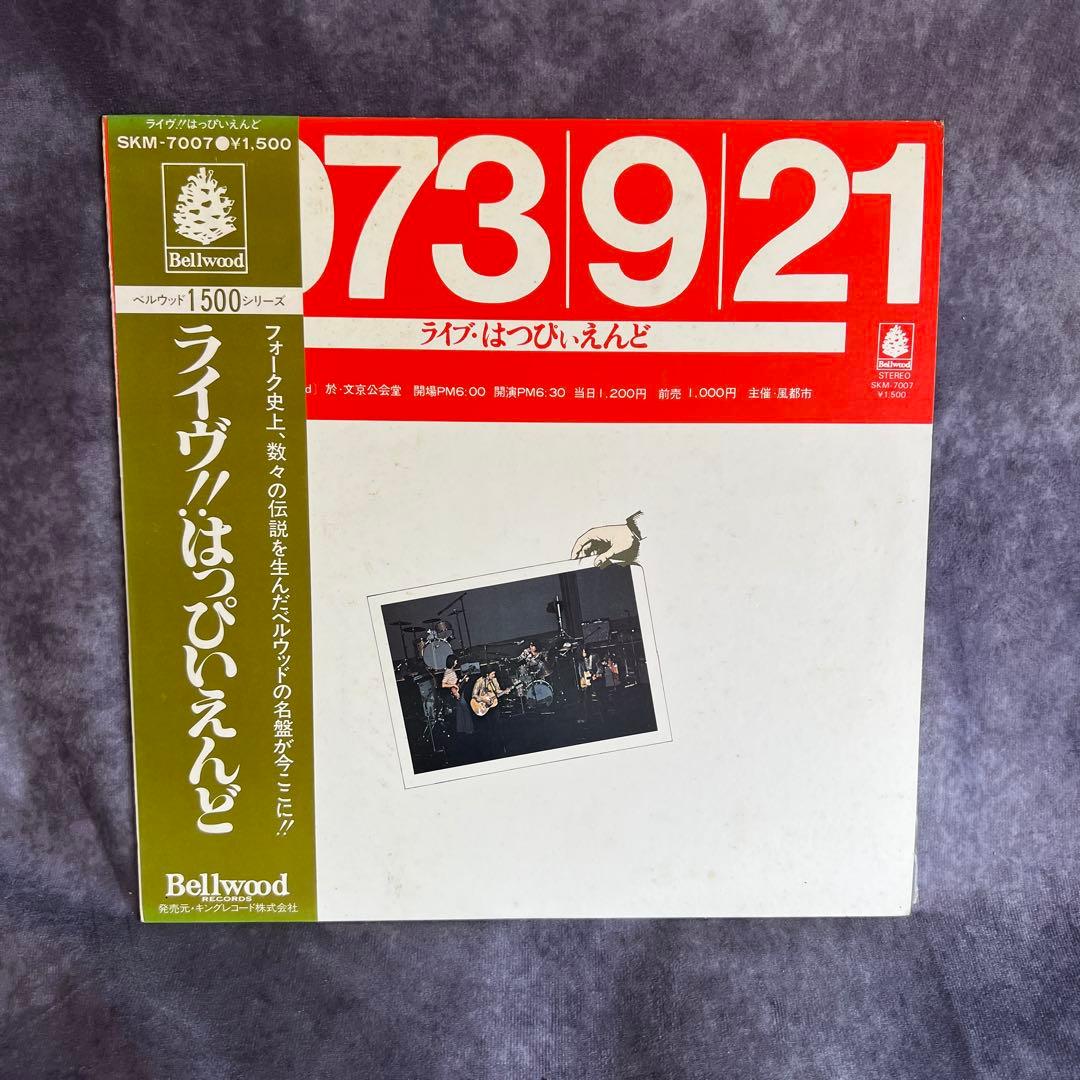 ライヴ!!はっぴいえんど
SKM-7007●¥1,500
Bellwood
ベルウッド1500シリーズ
フォーク史上、数々の伝説を生んだベルウッドの名盤が今ここに!!
ライヴ!!はっぴいえんど
Bellwood
RECORDS
発売元・キングレコード株式会社
973|9|21
ライブ・はつぴいえんど
d〕於・文京公会堂 開場PM6:00 開演PM6:30 当日1,200円 前売 1,000円 主催・風都市
Bellwood
STEREO
SKM-7007
¥1,500